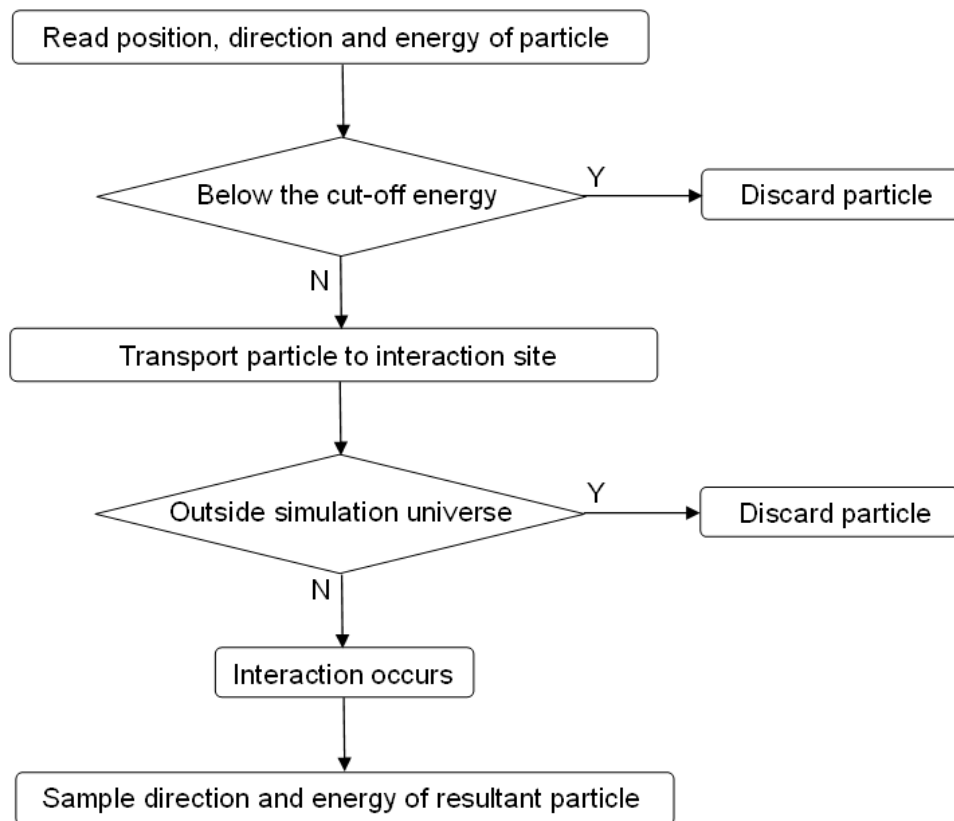 Read position, direction and energy of particle
Below the cut-off energy
Y
Discard particle
N
Transport particle to interaction site
Outside simulation universe
Y
Discard particle
N
Interaction occurs
Sample direction and energy of resultant particle